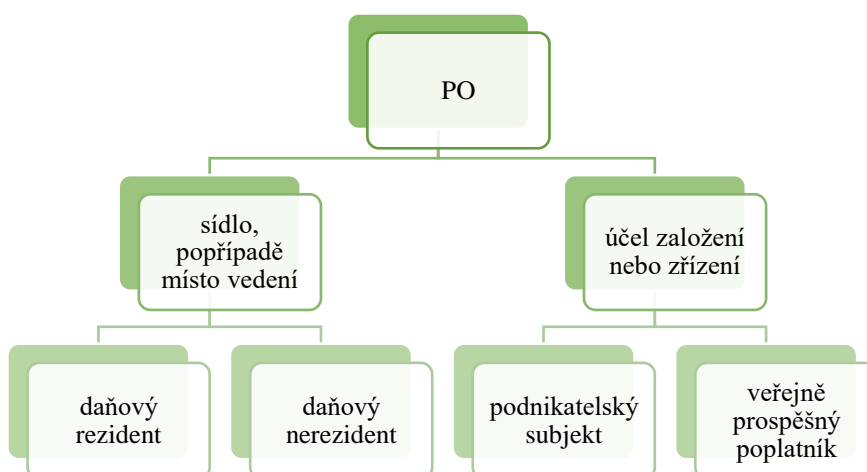 PO
sídlo,
popřípadě
místo vedení
účel založení
nebo zřízení
daňový
rezident
daňový
nerezident
podnikatelský
subjekt
veřejně
prospěšný
poplatník